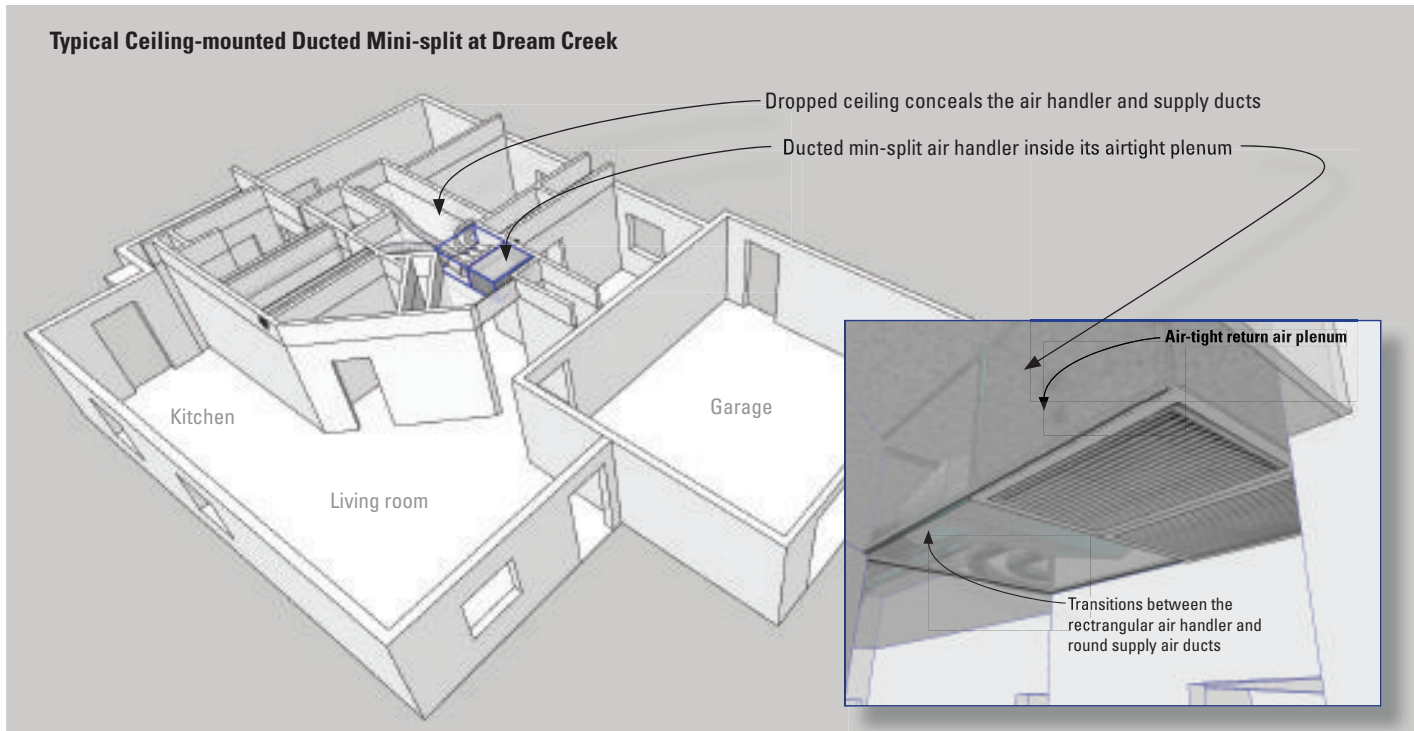 Typical Ceiling-mounted Ducted Mini-split at Dream Creek
Dropped ceiling conceals the air handler and supply ducts
Ducted min-split air handler inside its airtight plenum
Air-tight return air plenum
Kitchen
Garage
Living room
Transitions between the
rectrangular air handler and
round supply air ducts